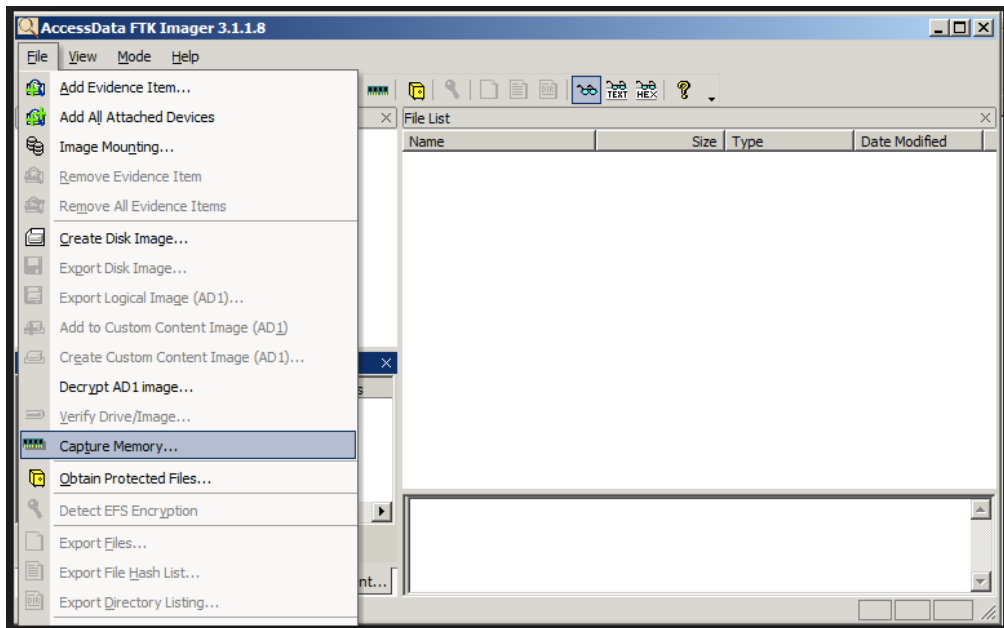 AccessData FTK Imager 3.1.1.8
File View Mode Help
Add Evidence Item...
Add All Attached Devices
Image Mounting...
Remove Evidence Item
Remove All Evidence Items
Create Disk Image...
Export Disk Image...
Export Logical Image (AD1)...
Add to Custom Content Image (AD1)
Create Custom Content Image (AD1)...
Decrypt AD1 image...
Verify Drive/Image...
Capture Memory...
Obtain Protected Files...
Detect EFS Encryption
Export Files...
Export File Hash List...
Export Directory Listing...
DIR TEXT HEX
File List
Name Size Type Date Modified
s
nt...